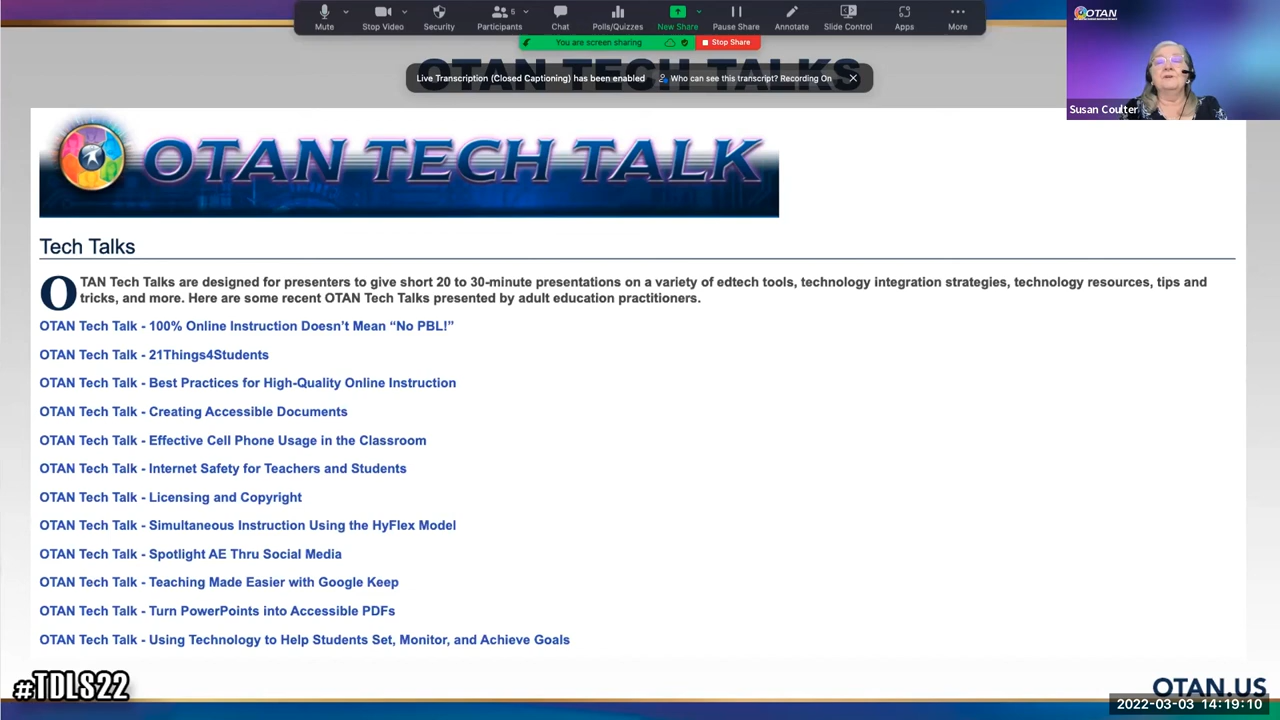 Mute
Stop Video
Security
Participants
5
Chat
Polls/Quizzes
New Share
Pause Share
Annotate
Slide Control
Apps
More
You are screen sharing
Stop Share
OTAN TECH TALKS
Live Transcription (Closed Captioning) has been enabled
Who can see this transcript? Recording On
OTAN
Susan Coulter
OTAN TECH TALK
Tech Talks
OTAN Tech Talks are designed for presenters to give short 20 to 30-minute presentations on a variety of edtech tools, technology integration strategies, technology resources, tips and
tricks, and more. Here are some recent OTAN Tech Talks presented by adult education practitioners.
OTAN Tech Talk - 100% Online Instruction Doesn’t Mean “No PBL!”
OTAN Tech Talk - 21Things4Students
OTAN Tech Talk - Best Practices for High-Quality Online Instruction
OTAN Tech Talk - Creating Accessible Documents
OTAN Tech Talk - Effective Cell Phone Usage in the Classroom
OTAN Tech Talk - Internet Safety for Teachers and Students
OTAN Tech Talk - Licensing and Copyright
OTAN Tech Talk - Simultaneous Instruction Using the HyFlex Model
OTAN Tech Talk - Spotlight AE Thru Social Media
OTAN Tech Talk - Teaching Made Easier with Google Keep
OTAN Tech Talk - Turn PowerPoints into Accessible PDFs
OTAN Tech Talk - Using Technology to Help Students Set, Monitor, and Achieve Goals
#TDLS22
OTAN.US
2022-03-03 14:19:10